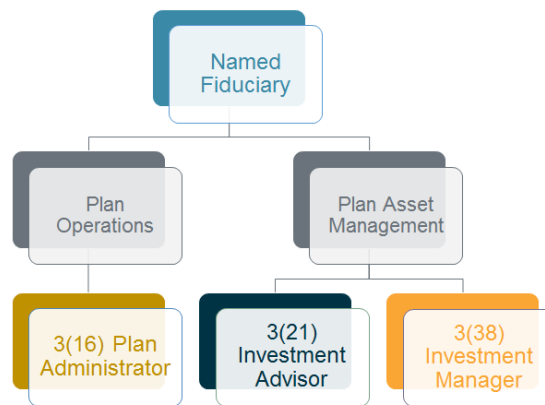 Named
Fiduciary
Plan
Operations
Plan Asset
Management
3(16) Plan
Administrator
3(21)
Investment
Advisor
3(38)
Investment
Manager